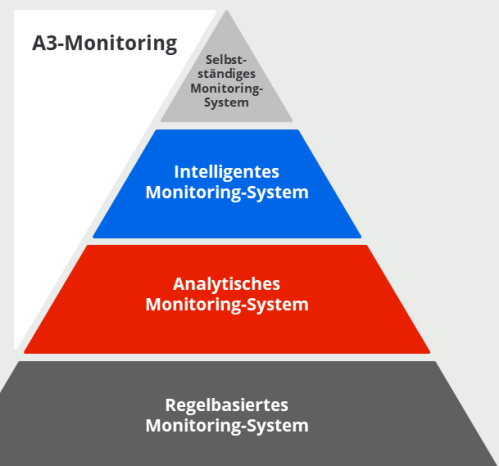 A3-Monitoring
Selbst-
ständiges
Monitoring-
System
Intelligentes
Monitoring-System
Analytisches
Monitoring-System
Regelbasiertes
Monitoring-System